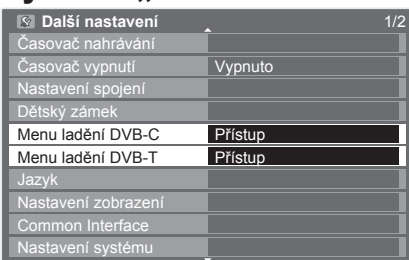 Další nastavení 1/2
Časovač nahrávání
Časovač vypnutí Vypnuto
Nastavení spojení
Dětský zámek
Menu ladění DVB-C Přístup
Menu ladění DVB-T Přístup
Jazyk
Nastavení zobrazení
Common Interface
Nastavení systému